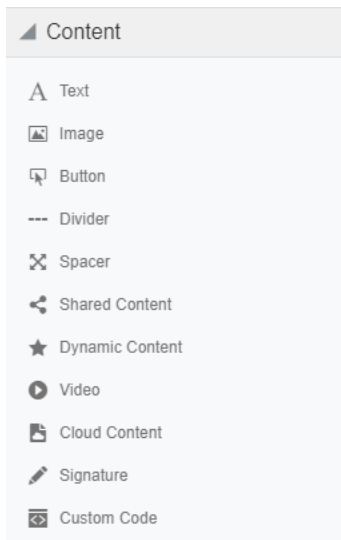 Content
Text
Image
Button
Divider
Spacer
Shared Content
Dynamic Content
Video
Cloud Content
Signature
Custom Code